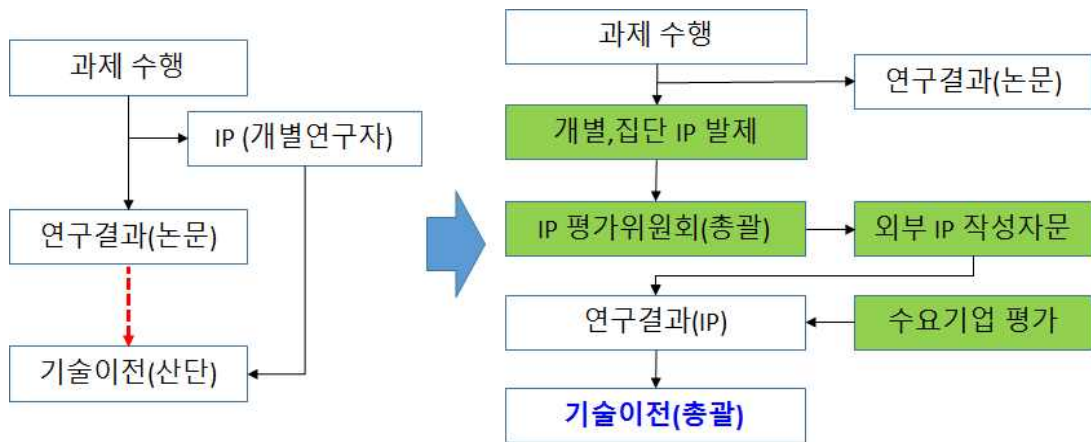 과제 수행
IP (개별연구자)
연구결과(논문)
기술이전(산단)
과제 수행
연구결과(논문)
개별,집단 IP 발제
IP 평가위원회(총괄)
외부 IP 작성자문
연구결과(IP)
수요기업 평가
기술이전(총괄)